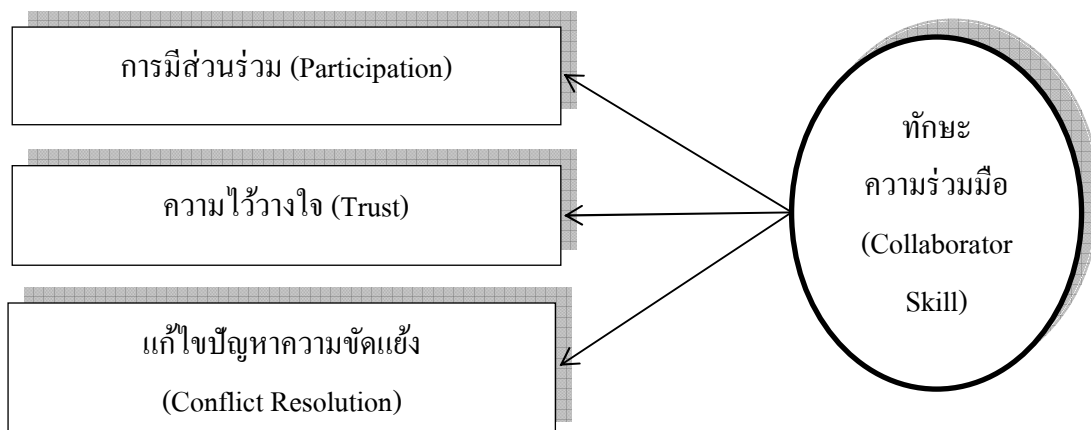 การมีส่วนร่วม (Participation)
ความไว้วางใจ (Trust)
แก้ไขปัญหาความขัดแย้ง
(Conflict Resolution)
ทักษะ
ความร่วมมือ
(Collaborator
Skill)